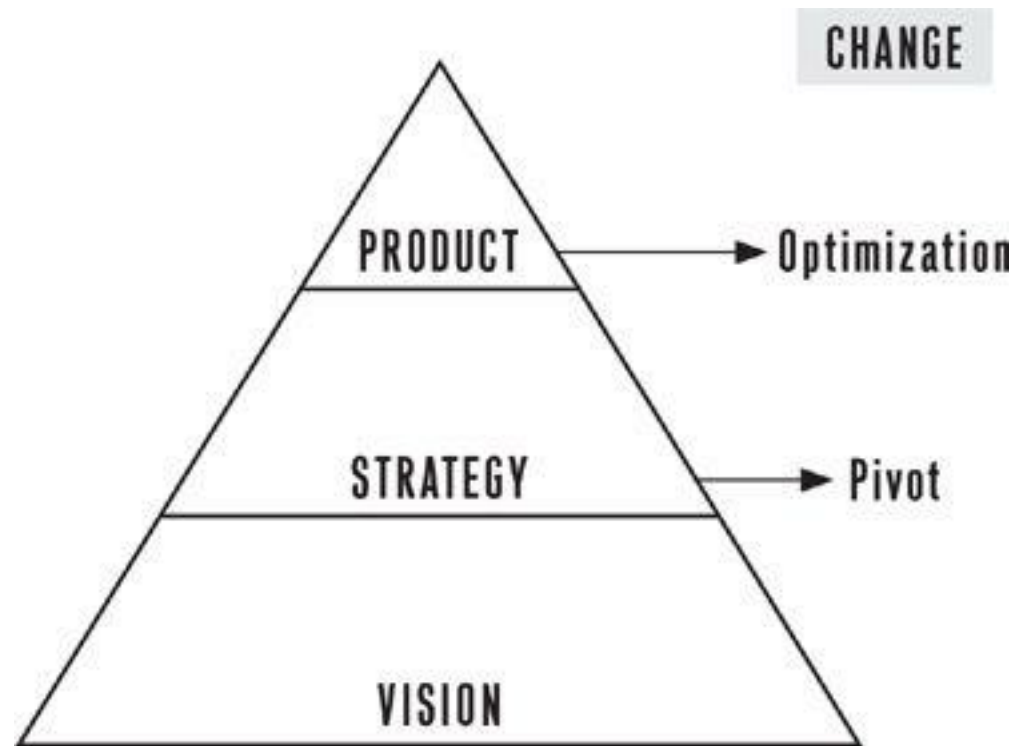 CHANGE
PRODUCT
Optimization
STRATEGY
Pivot
VISION